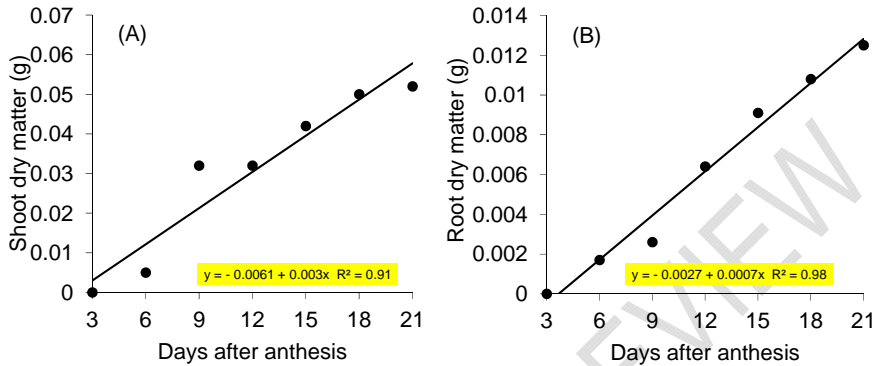 (A)
Shoot dry matter (g)
0.07
0.06
0.05
0.04
0.03
0.02
0.01
0
y = - 0.0061 + 0.003x R² = 0.91
3 6 9 12 15 18 21
Days after anthesis
(B)
Root dry matter (g)
0.014
0.012
0.01
0.008
0.006
0.004
0.002
0
y = - 0.0027 + 0.0007x R² = 0.98
3 6 9 12 15 18 21
Days after anthesis
EVIEW